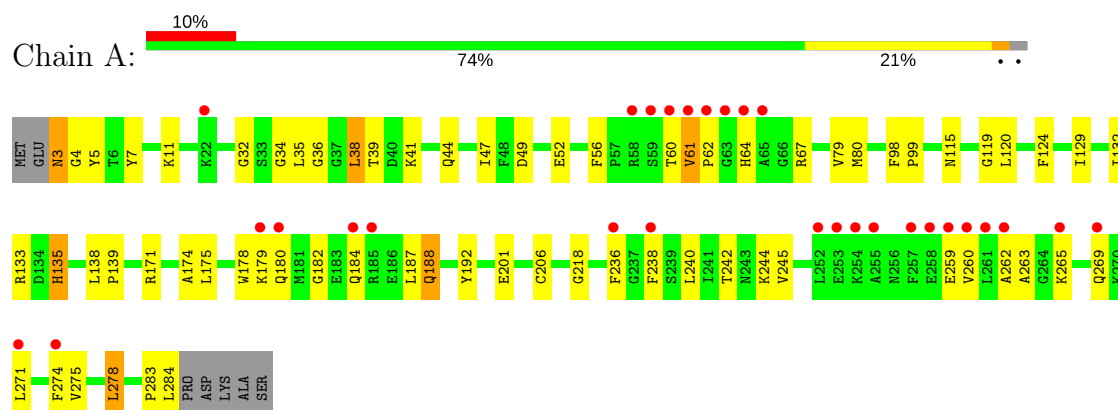 10%
Chain A:
74% 21% • •
MET GLU N3 G4 Y5 T6 Y7 K11 K22 G32 S33 G34 L35 G36 G37 L38 T39 D40 K41 Q44 I47 F48 D49 E52 F56 P57 R58 S59 T60 V61 P62 G63 H64 A65 G66 R67 V79 M80 F98 P99 N115 G119 L120 F124 I129 I132
R133 D134 H135 L138 P139 R171 A174 L175 W178 K179 Q180 M181 G182 E183 Q184 R185 E186 L187 Q188 Y192 E201 C206 G218 F236 G237 F238 S239 L240 I241 T242 N243 K244 V245 L252 E253 K254 A255 N256 F257 E258 E259 V260 L261 A262 A263 G264 K265 Q269 K270
L271 F274 V275 L278 P283 L284 PRO ASP LYS ALA SER